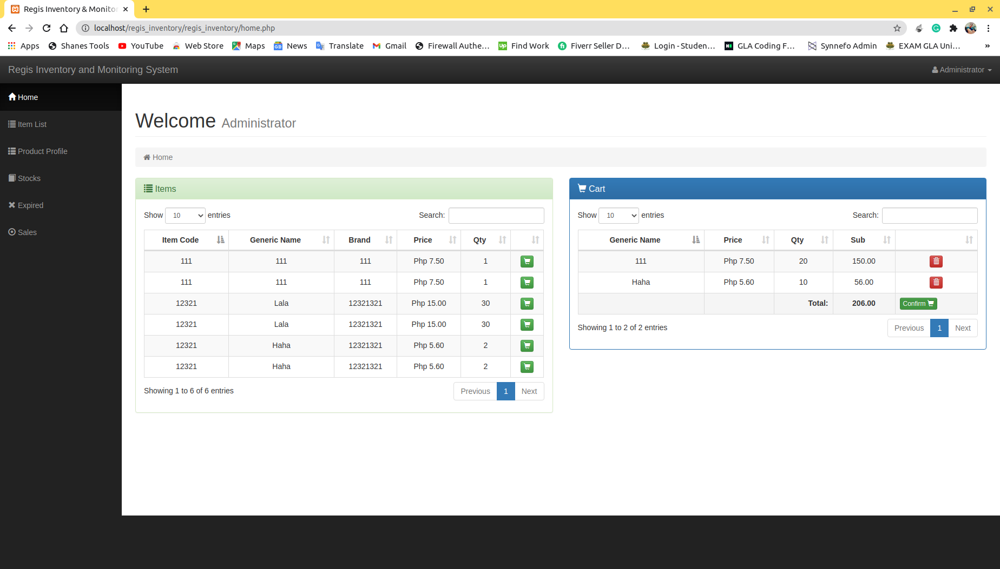 Regis Inventory & Monitor
localhost/regis_inventory/regis_inventory/home.php
Apps Shanes Tools YouTube Web Store Maps News Translate Gmail Firewall Authe... Find Work Fiverr Seller D... Login - Studen... GLA Coding F... Synnefo Admin EXAM GLA Uni... »
Regis Inventory and Monitoring System Administrator
Home
Item List
Product Profile
Stocks
Expired
Sales
Welcome Administrator
Home
Items
Show 10 entries Search:
Item Code Generic Name Brand Price Qty
111 111 111 Php 7.50 1
111 111 111 Php 7.50 1
12321 Lala 12321321 Php 15.00 30
12321 Lala 12321321 Php 15.00 30
12321 Haha 12321321 Php 5.60 2
12321 Haha 12321321 Php 5.60 2
Showing 1 to 6 of 6 entries Previous 1 Next
Cart
Show 10 entries Search:
Generic Name Price Qty Sub
111 Php 7.50 20 150.00
Haha Php 5.60 10 56.00
Total: 206.00 Confirm
Showing 1 to 2 of 2 entries Previous 1 Next